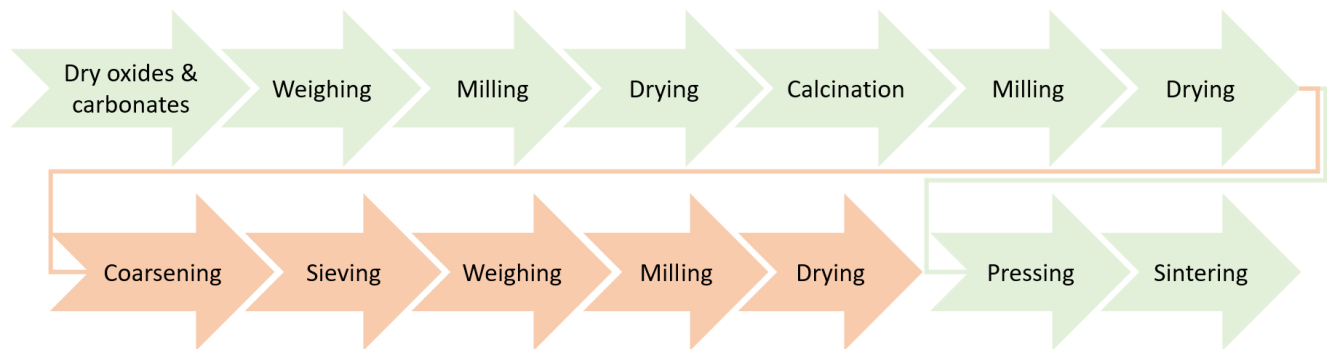 Dry oxides &
carbonates
Weighing
Milling
Drying
Calcination
Milling
Drying
Coarsening
Sieving
Weighing
Milling
Drying
Pressing
Sintering